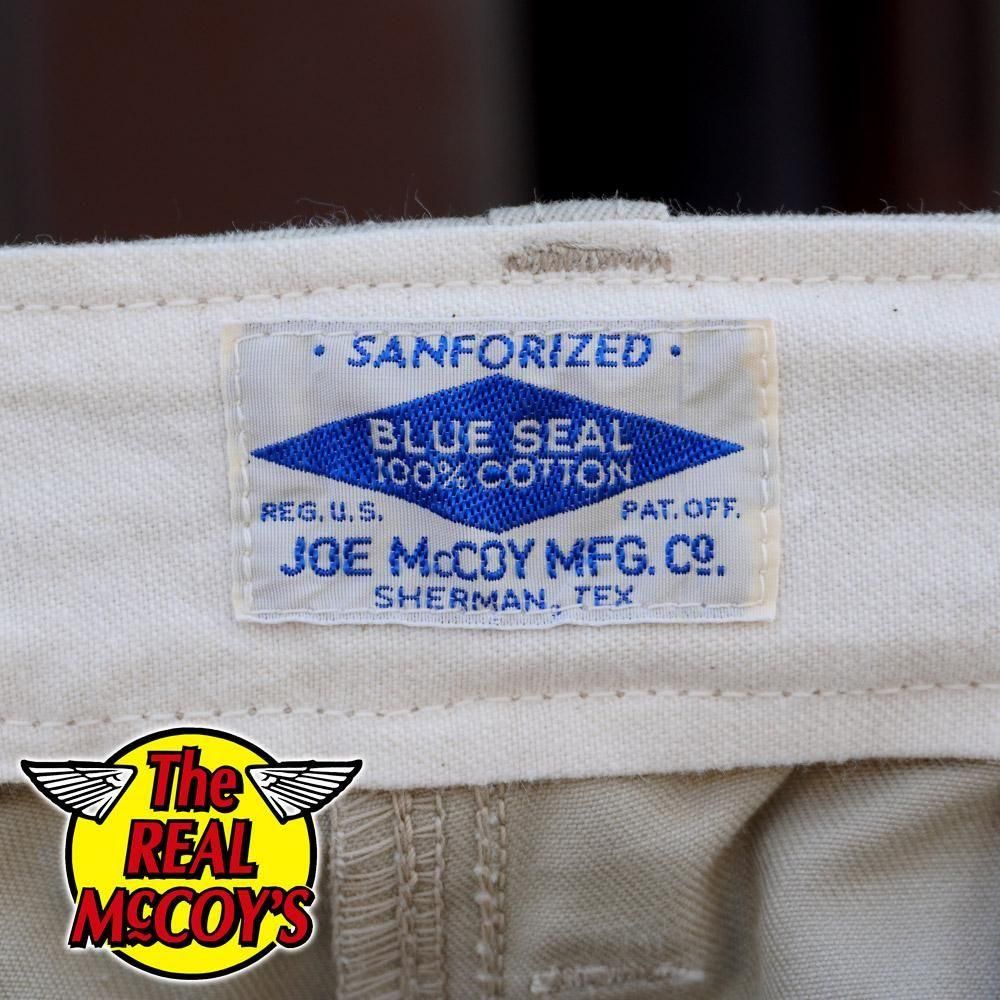 • SANFORIZED •
BLUE SEAL
100% COTTON
REG. U.S. PAT. OFF.
JOE McCOY MFG. Co.
SHERMAN, TEX
The
REAL
McCOY'S